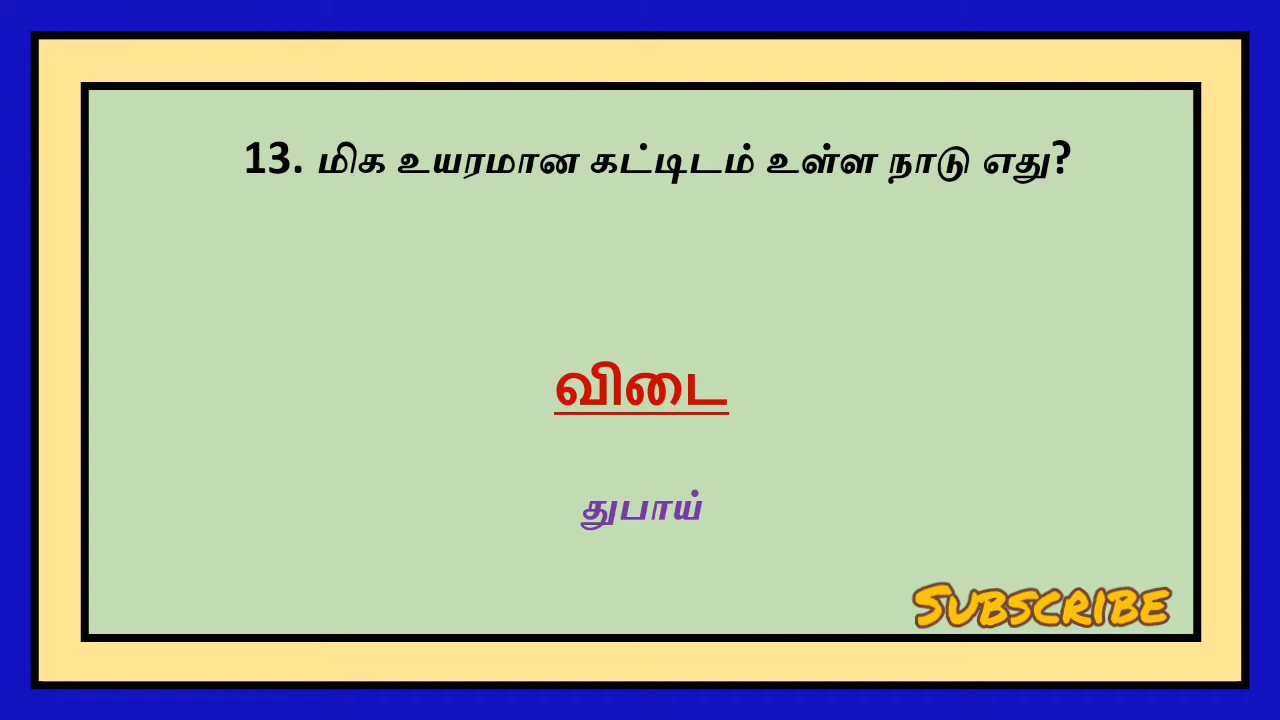 13. மிக உயரமான கட்டிடம் உள்ள நாடு எது?
விடை
துபாய்
SUBSCRIBE